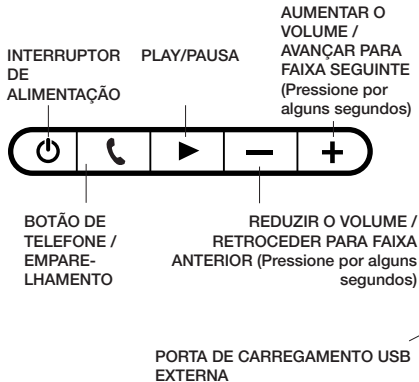 INTERRUPTOR
DE
ALIMENTAÇÃO
PLAY/PAUSA
AUMENTAR O
VOLUME /
AVANÇAR PARA
FAIXA SEGUINTE
(Pressione por
alguns segundos)
BOTÃO DE
TELEFONE /
EMPARE-
LHAMENTO
REDUZIR O VOLUME /
RETROCEDER PARA FAIXA
ANTERIOR (Pressione por alguns
segundos)
PORTA DE CARREGAMENTO USB
EXTERNA